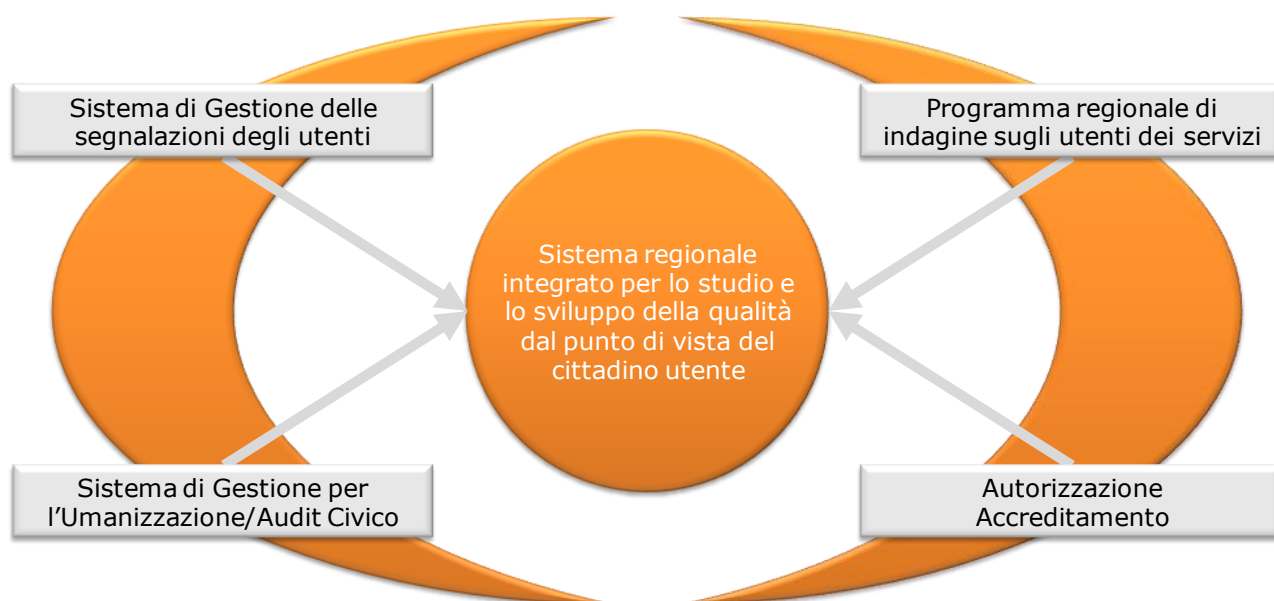 Sistema di Gestione delle
segnalazioni degli utenti
Programma regionale di
indagine sugli utenti dei servizi
Sistema regionale
integrato per lo studio e
lo sviluppo della qualità
dal punto di vista del
cittadino utente
Sistema di Gestione per
l'Umanizzazione/Audit Civico
Autorizzazione
Accreditamento